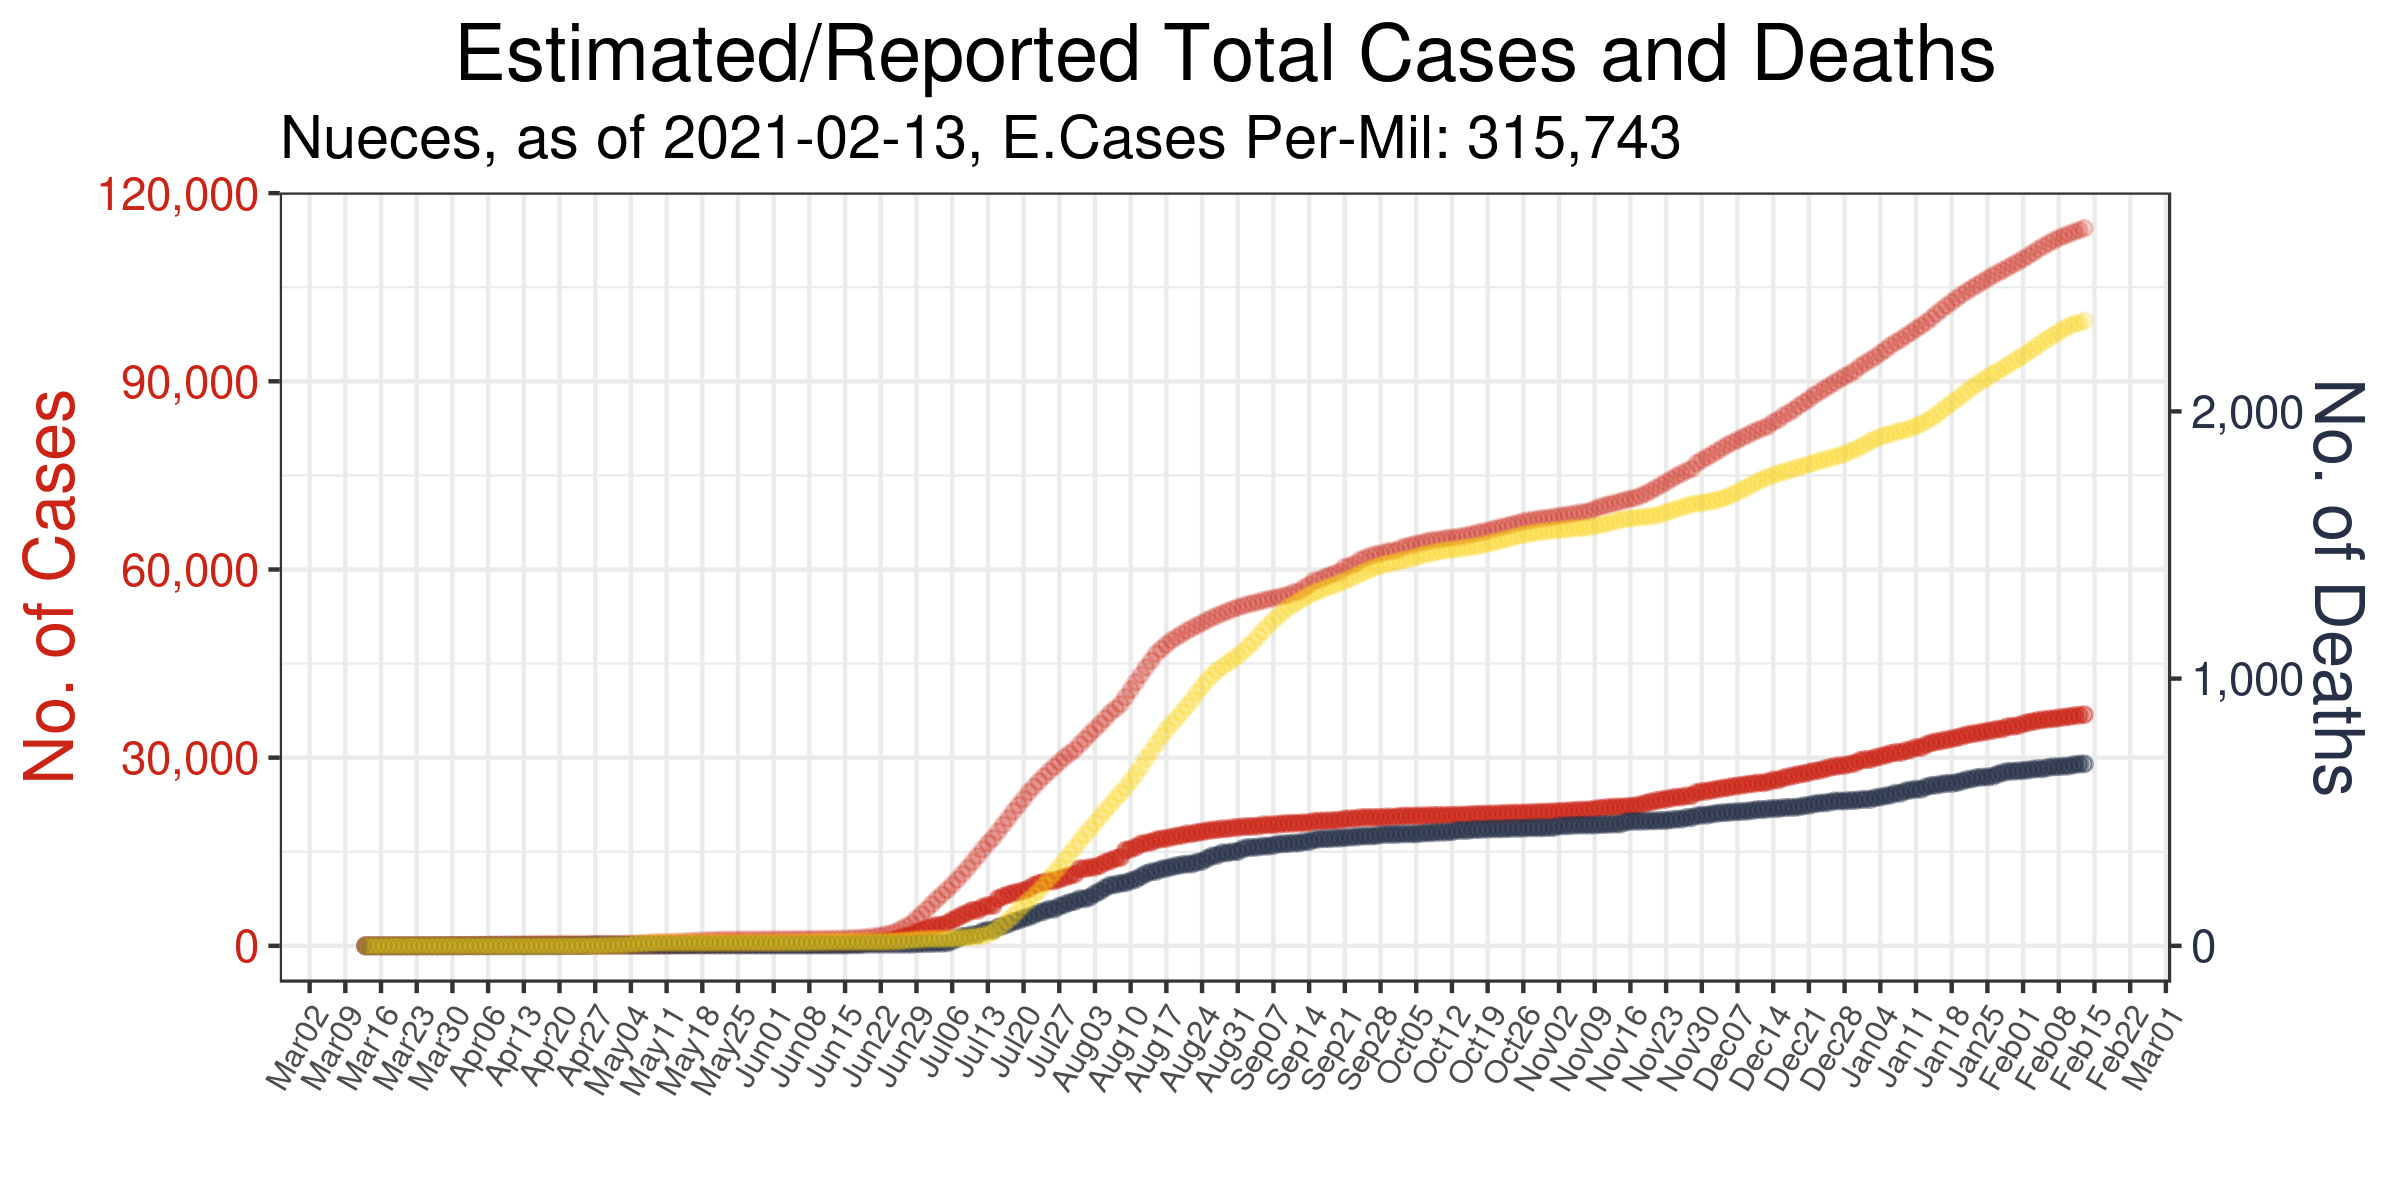 Estimated/Reported Total Cases and Deaths
Nueces, as of 2021-02-13, E.Cases Per-Mil: 315,743
No. of Cases
120,000
90,000
60,000
30,000
0
2,000
1,000
0
No. of Deaths
Mar02
Mar09
Mar16
Mar23
Mar30
Apr06
Apr13
Apr20
Apr27
May04
May11
May18
May25
Jun01
Jun08
Jun15
Jun22
Jun29
Jul06
Jul13
Jul20
Jul27
Aug03
Aug10
Aug17
Aug24
Aug31
Sep07
Sep14
Sep21
Sep28
Oct05
Oct12
Oct19
Oct26
Nov02
Nov09
Nov16
Nov23
Nov30
Dec07
Dec14
Dec21
Dec28
Jan04
Jan11
Jan18
Jan25
Feb01
Feb08
Feb15
Feb22
Mar01